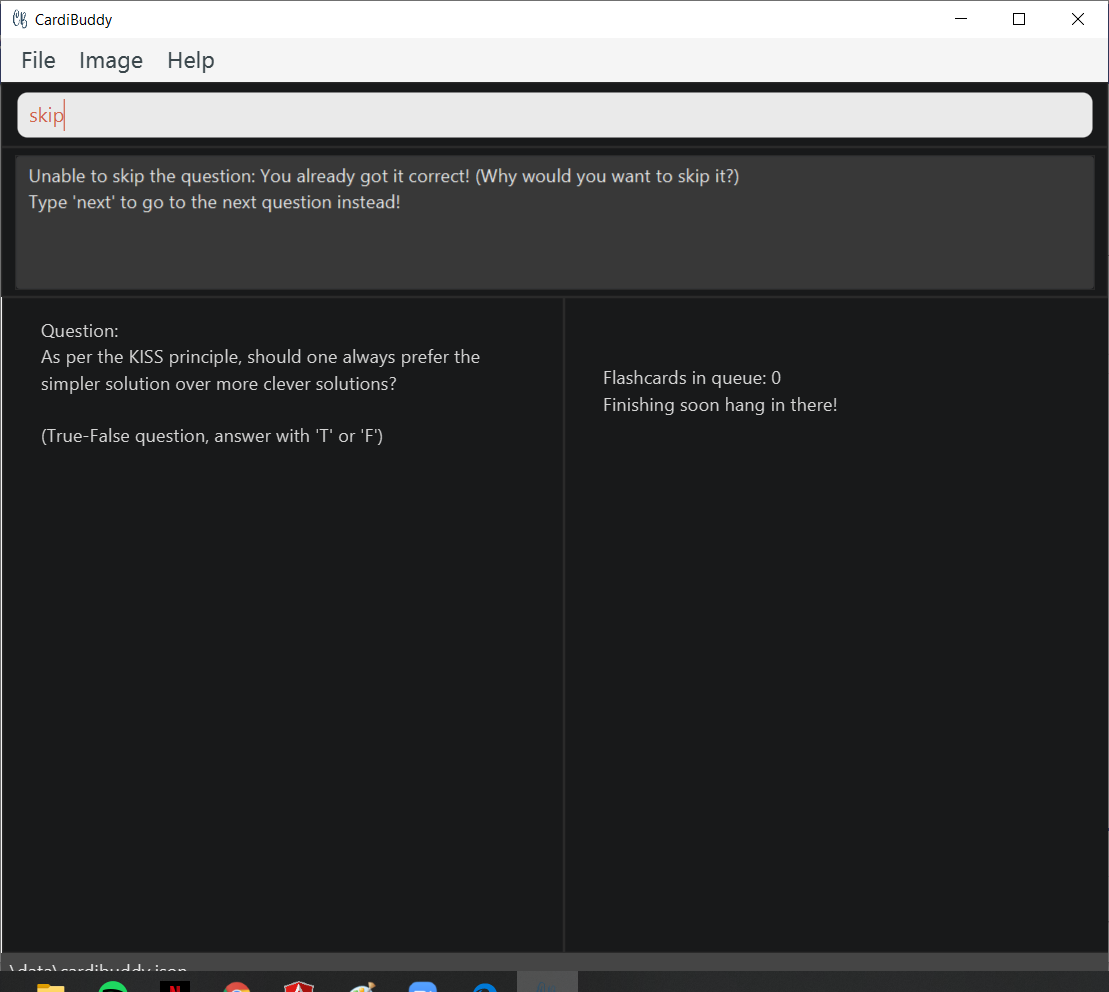 CardiBuddy
File Image Help
skip
Unable to skip the question: You already got it correct! (Why would you want to skip it?)
Type 'next' to go to the next question instead!
Question:
As per the KISS principle, should one always prefer the
simpler solution over more clever solutions?
(True-False question, answer with 'T' or 'F')
Flashcards in queue: 0
Finishing soon hang in there!
.\data\cardibuddy.json